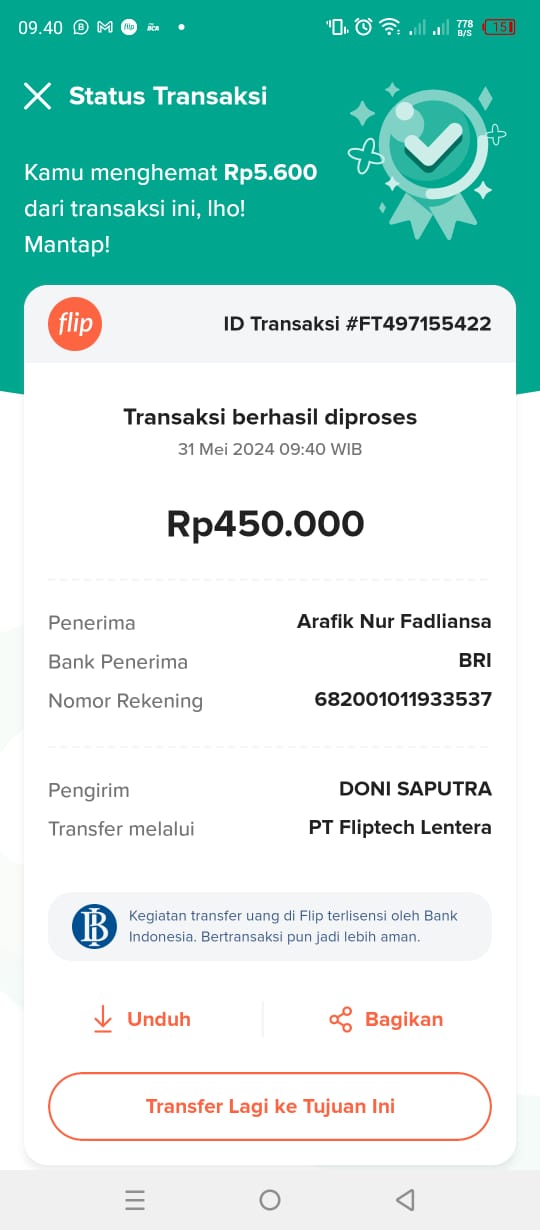 09.40
778
B/S
15
Status Transaksi
Kamu menghemat Rp5.600
dari transaksi ini, lho!
Mantap!
flip
ID Transaksi #FT497155422
Transaksi berhasil diproses
31 Mei 2024 09:40 WIB
Rp450.000
Penerima Arafik Nur Fadliansa
Bank Penerima BRI
Nomor Rekening 682001011933537
Pengirim DONI SAPUTRA
Transfer melalui PT Fliptech Lentera
Kegiatan transfer uang di Flip terlisensi oleh Bank
Indonesia. Bertransaksi pun jadi lebih aman.
Unduh
Bagikan
Transfer Lagi ke Tujuan Ini